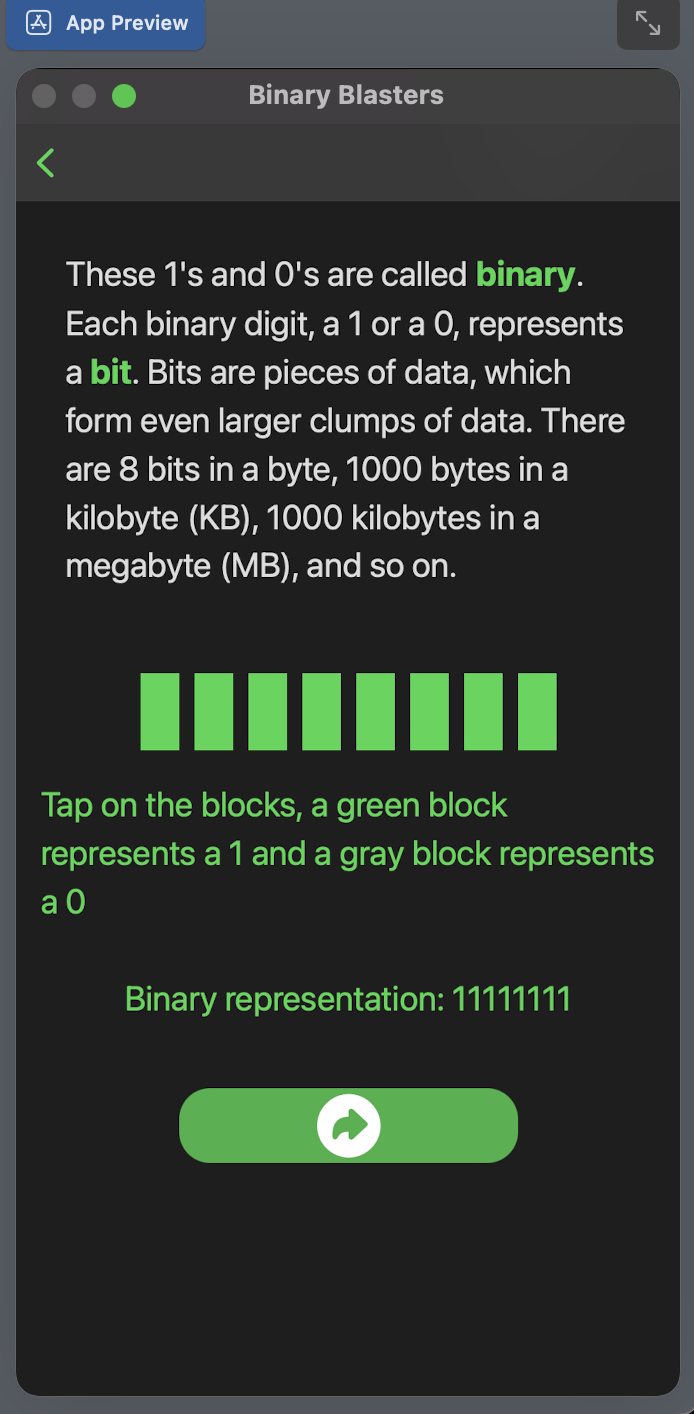 App Preview
Binary Blasters
These 1's and 0's are called binary.
Each binary digit, a 1 or a 0, represents
a bit. Bits are pieces of data, which
form even larger clumps of data. There
are 8 bits in a byte, 1000 bytes in a
kilobyte (KB), 1000 kilobytes in a
megabyte (MB), and so on.
Tap on the blocks, a green block
represents a 1 and a gray block represents
a 0
Binary representation: 11111111